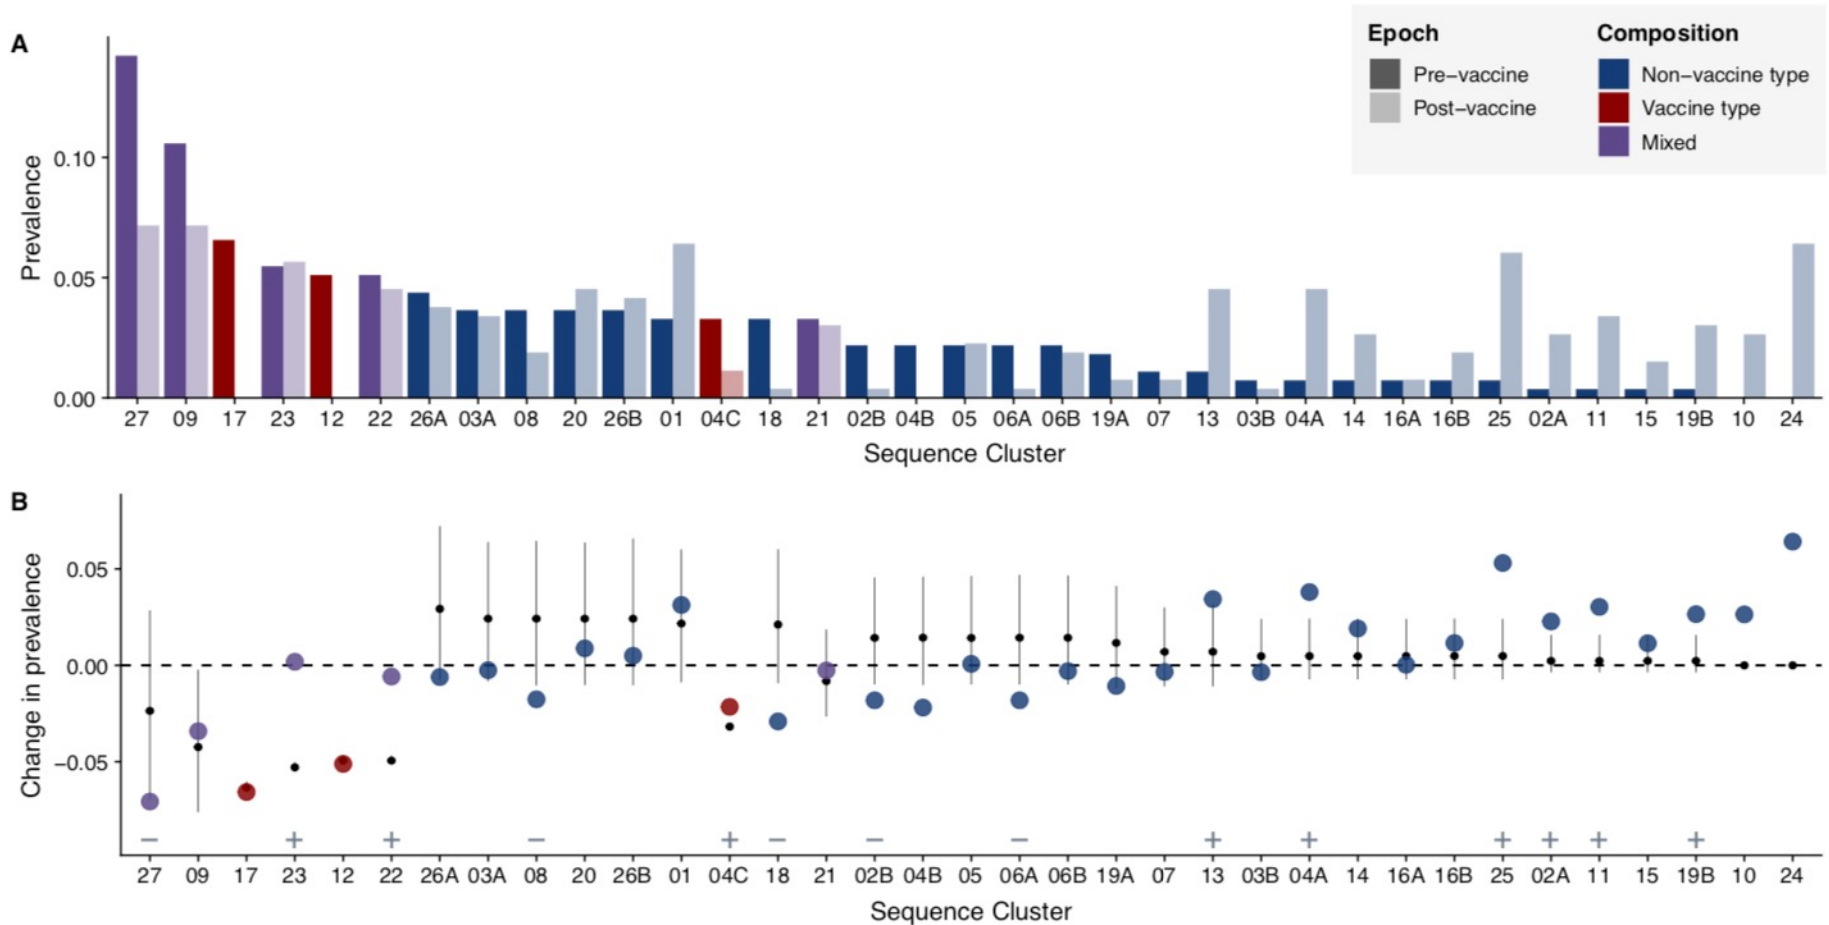 A
Epoch
Composition
Pre−vaccine
Non−vaccine type
Post−vaccine
Vaccine type
Mixed
Prevalence
0.10
0.05
0.00
27 09 17 23 12 22 26A 03A 08 20 26B 01 04C 18 21 02B 04B 05 06A 06B 19A 07 13 03B 04A 14 16A 16B 25 02A 11 15 19B 10 24
Sequence Cluster
B
Change in prevalence
0.05
0.00
−0.05
− + + − + − − − + + + + + +
27 09 17 23 12 22 26A 03A 08 20 26B 01 04C 18 21 02B 04B 05 06A 06B 19A 07 13 03B 04A 14 16A 16B 25 02A 11 15 19B 10 24
Sequence Cluster